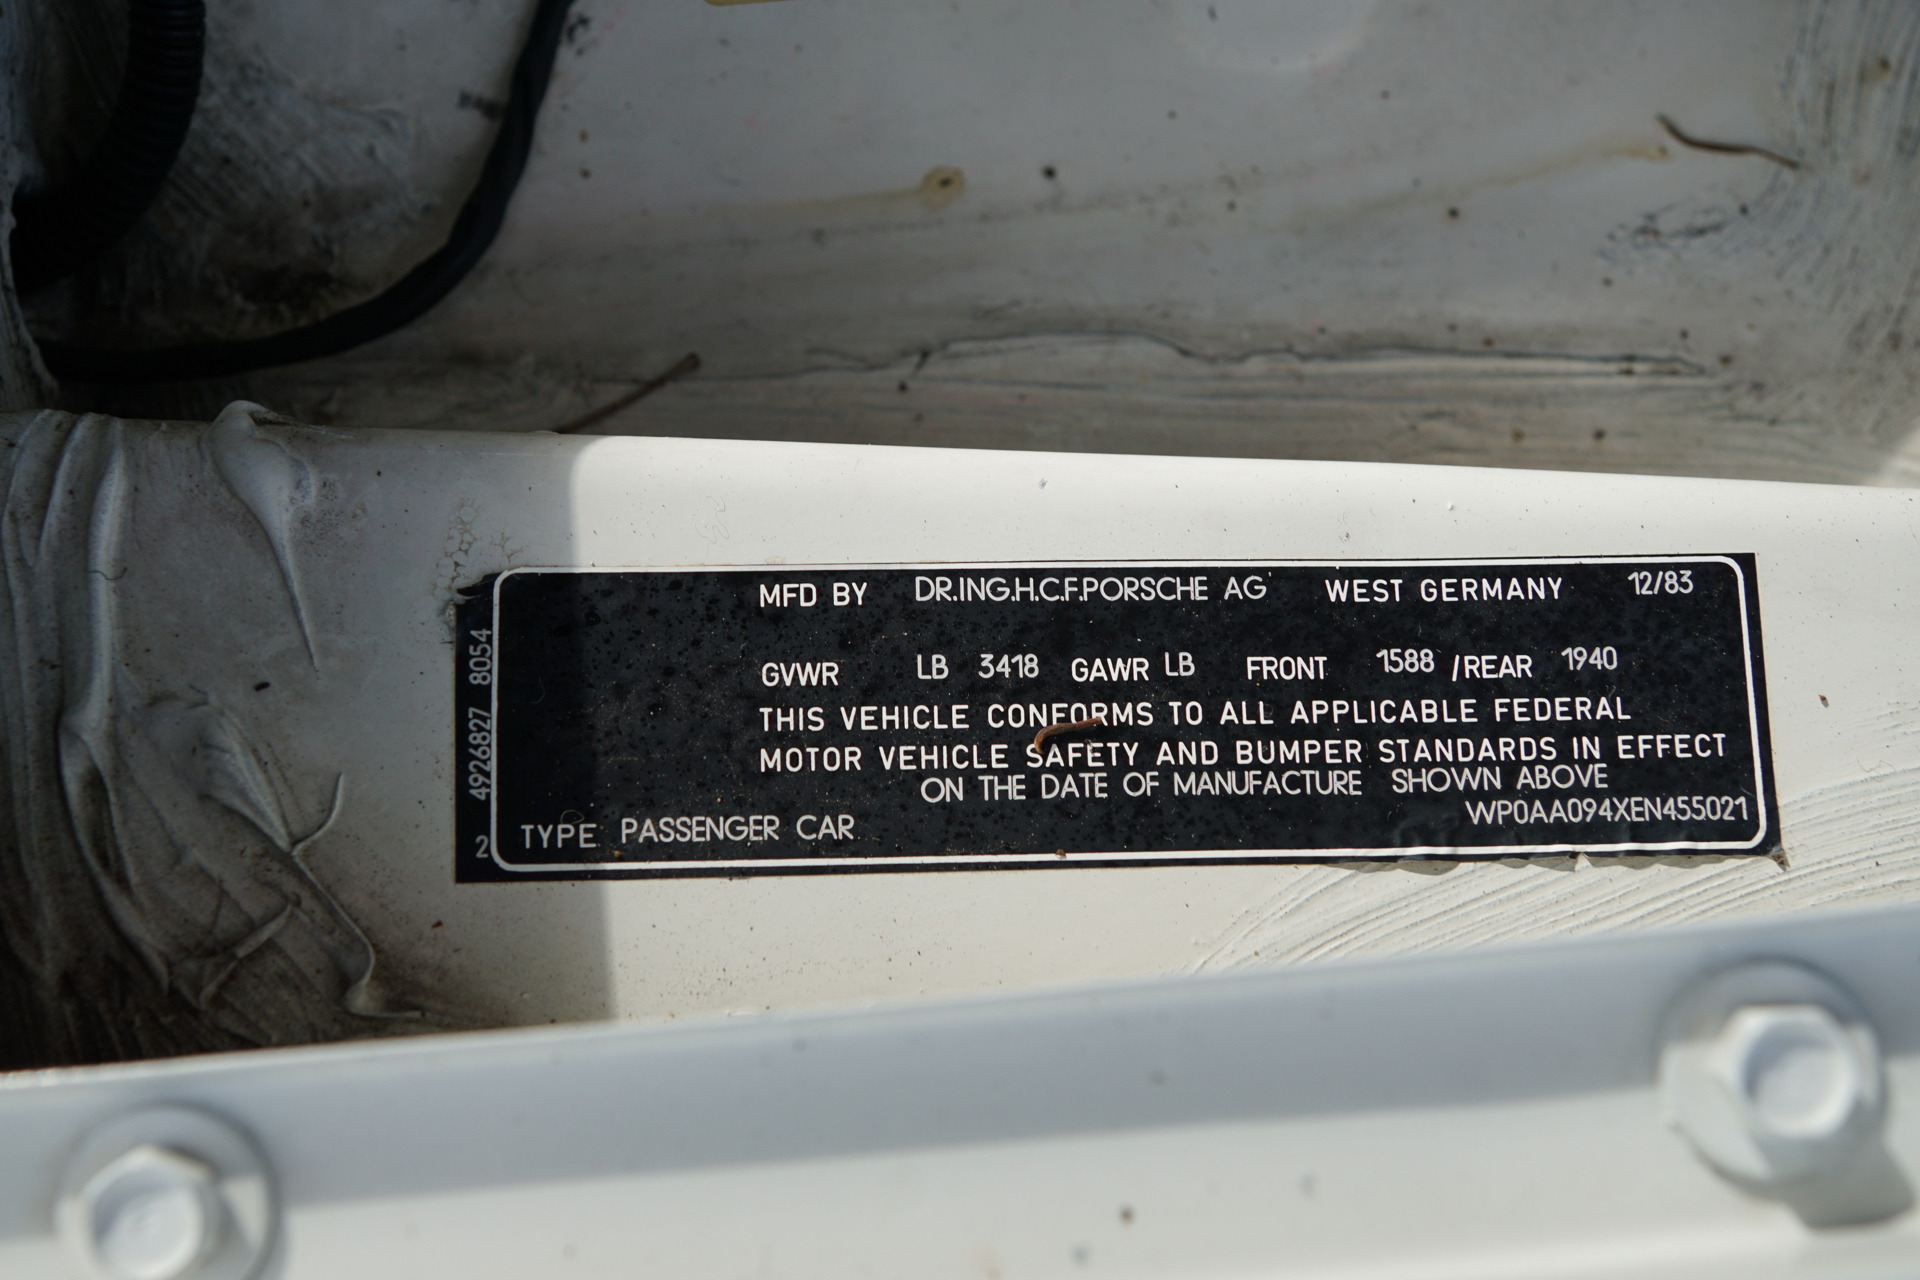 MFD BY DR.ING.H.C.F.PORSCHE AG WEST GERMANY 12/83
GVWR LB 3418 GAWR LB FRONT 1588 /REAR 1940
THIS VEHICLE CONFORMS TO ALL APPLICABLE FEDERAL
MOTOR VEHICLE SAFETY AND BUMPER STANDARDS IN EFFECT
ON THE DATE OF MANUFACTURE SHOWN ABOVE
WP0AA094XEN455021
TYPE PASSENGER CAR
2 4926827 8054